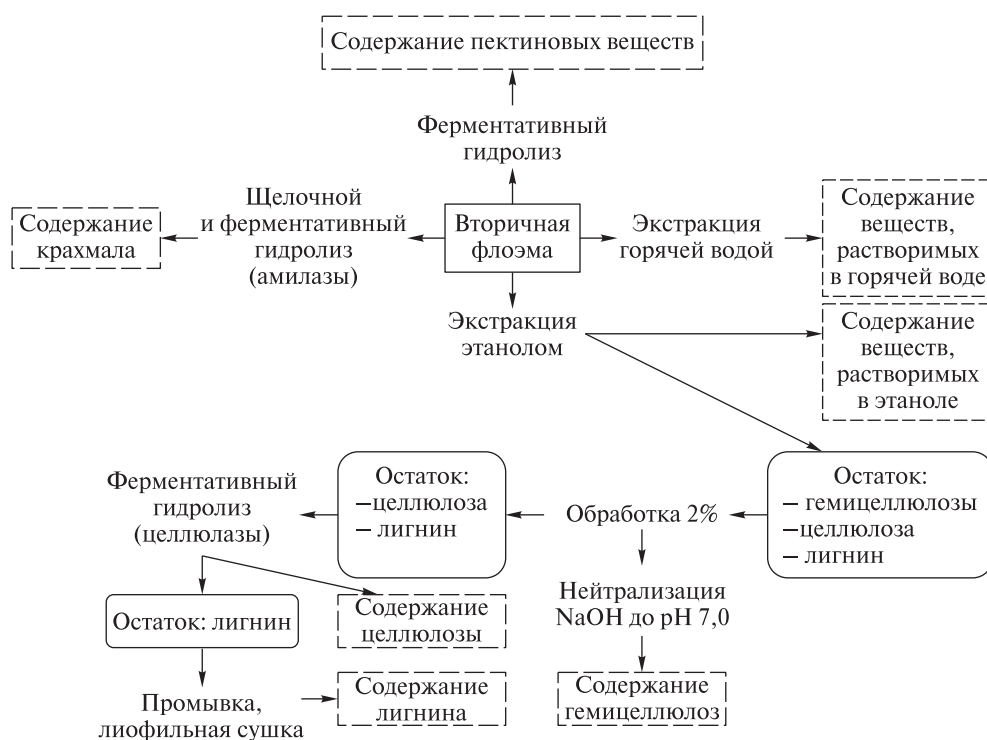 Содержание пектиновых веществ
Ферментативный
гидролиз
Щелочной
и ферментативный
гидролиз
(амилазы)
Содержание
крахмала
Вторичная
флоэма
Экстракция
горячей водой
Содержание
веществ,
растворимых
в горячей воде
Экстракция
этанолом
Содержание
веществ,
растворимых
в этаноле
Ферментативный
гидролиз
(целлюлазы)
Остаток:
–целлюлоза
– лигнин
Обработка 2%
Остаток:
– гемицеллюлозы
–целлюлоза
– лигнин
Нейтрализация
NaOH до pH 7,0
Остаток: лигнин
Содержание
целлюлозы
Промывка,
лиофильная сушка
Содержание
лигнина
Содержание
гемицеллюлоз